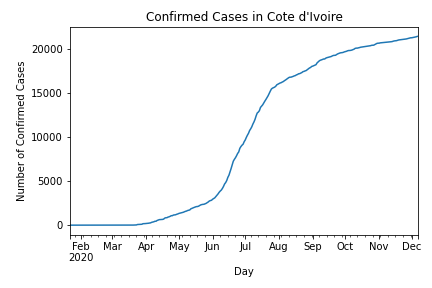 Confirmed Cases in Cote d'Ivoire
Number of Confirmed Cases
20000
15000
10000
5000
0
Feb Mar Apr May Jun Jul Aug Sep Oct Nov Dec
2020
Day